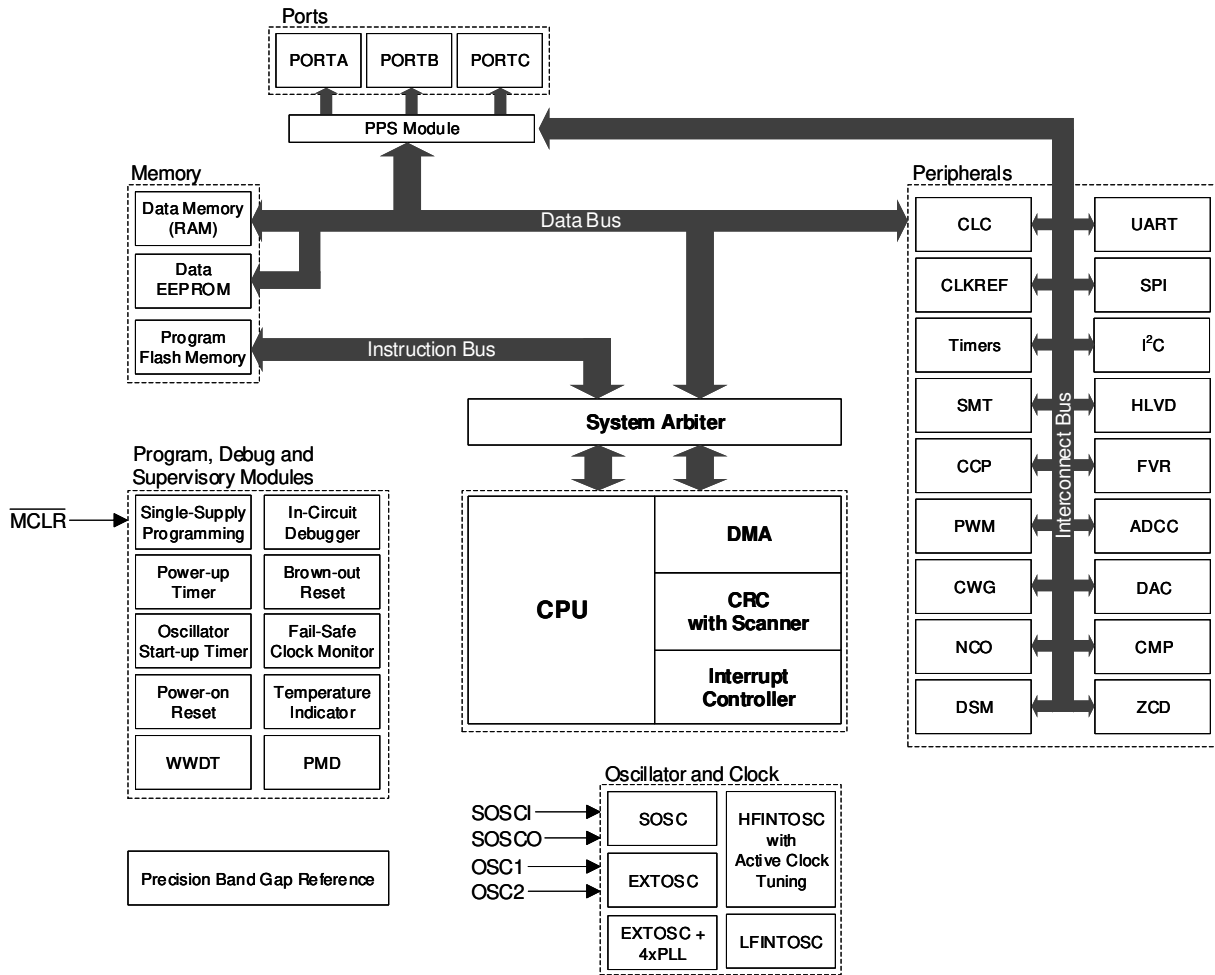 Ports
PORTA
PORTB
PORTC
PPS Module
Memory
Data Memory
(RAM)
Data
EEPROM
Program
Flash Memory
Data Bus
Instruction Bus
System Arbiter
CPU
DMA
CRC
with Scanner
Interrupt
Controller
Peripherals
CLC
UART
CLKREF
SPI
Timers
I²C
SMT
HLVD
CCP
FVR
PWM
ADCC
CWG
DAC
NCO
CMP
DSM
ZCD
Interconnect Bus
Program, Debug and
Supervisory Modules
MCLR
Single-Supply
Programming
In-Circuit
Debugger
Power-up
Timer
Brown-out
Reset
Oscillator
Start-up Timer
Fail-Safe
Clock Monitor
Power-on
Reset
Temperature
Indicator
WWDT
PMD
Precision Band Gap Reference
Oscillator and Clock
SOSCI
SOSCO
OSC1
OSC2
SOSC
HFINTOSC
with
Active Clock
Tuning
EXTOSC
EXTOSC +
4xPLL
LFINTOSC